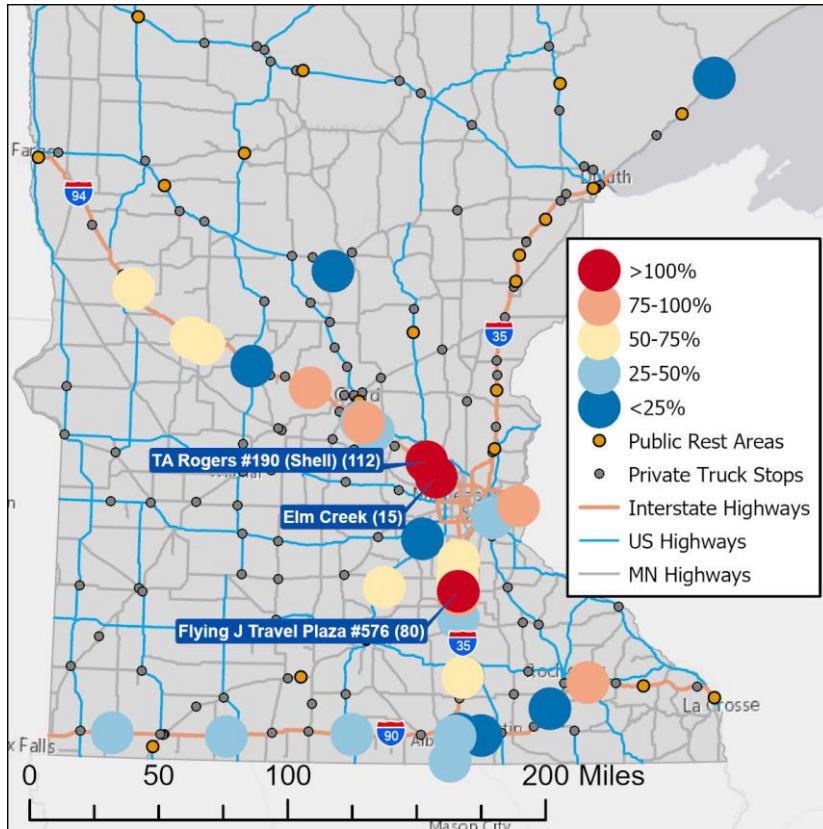 94
Duluth
>100%
75-100%
50-75%
25-50%
<25%
Public Rest Areas
Private Truck Stops
Interstate Highways
US Highways
MN Highways
35
TA Rogers #190 (Shell) (112)
Elm Creek (15)
Flying J Travel Plaza #576 (80)
35
La Crosse
90
Falls
0 50 100 200 Miles
Mason City